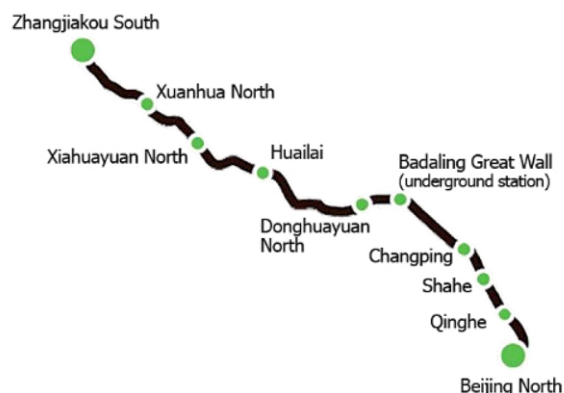 Zhangjiakou South
Xuanhua North
Xiahuayuan North
Huailai
Badaling Great Wall
(underground station)
Donghuayuan
North
Changping
Shahe
Qinghe
Beijing North